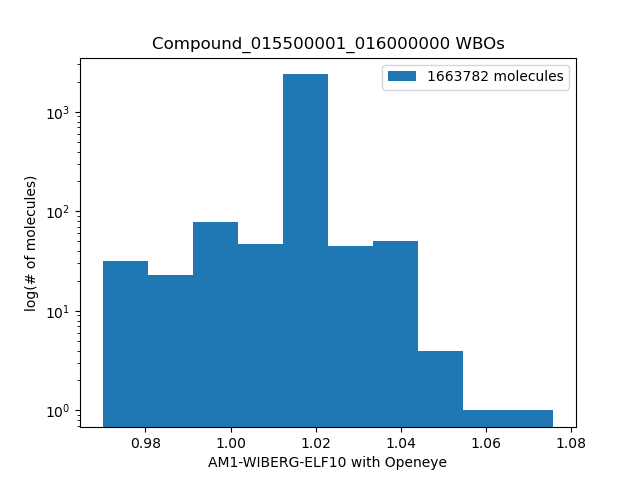 Compound_015500001_016000000 WBOs
1663782 molecules
log(# of molecules)
10³
10²
10¹
10⁰
0.98 1.00 1.02 1.04 1.06 1.08
AM1-WIBERG-ELF10 with Openeye